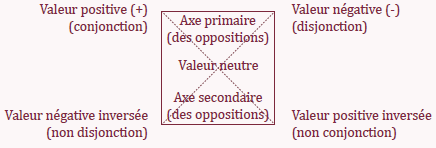 Valeur positive (+)
(conjonction)
Axe primaire
(des oppositions)
Valeur négative (-)
(disjonction)
Valeur neutre
Valeur négative inversée
(non disjonction)
Axe secondaire
(des oppositions)
Valeur positive inversée
(non conjonction)